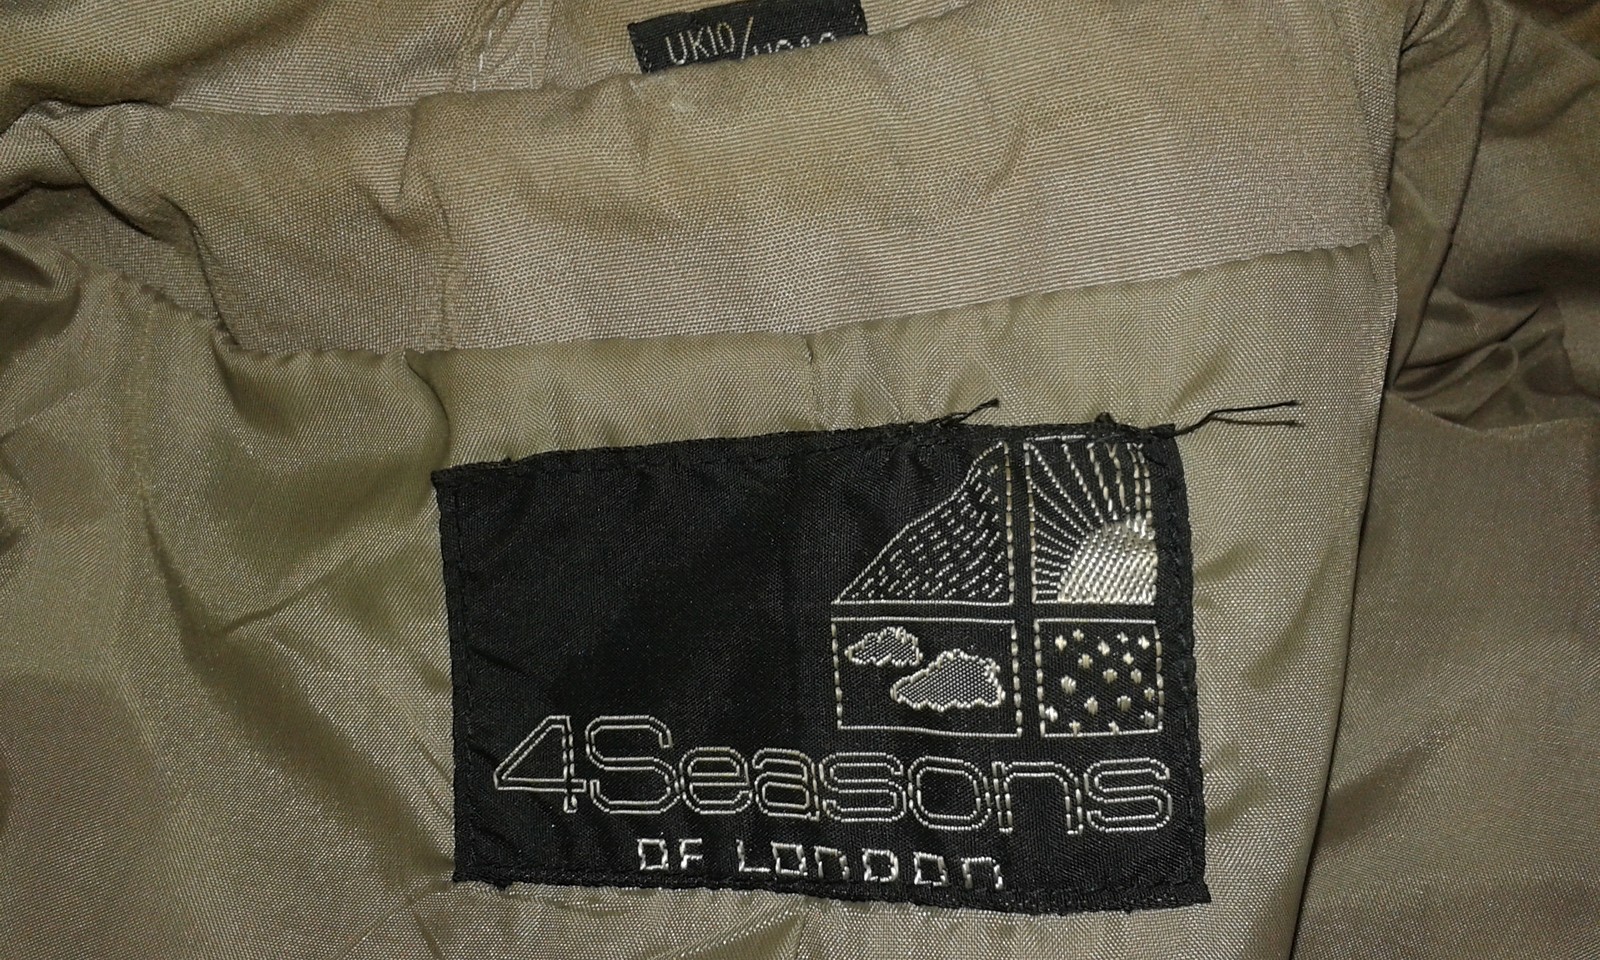 UK10/
4Seasons
OF LONDON